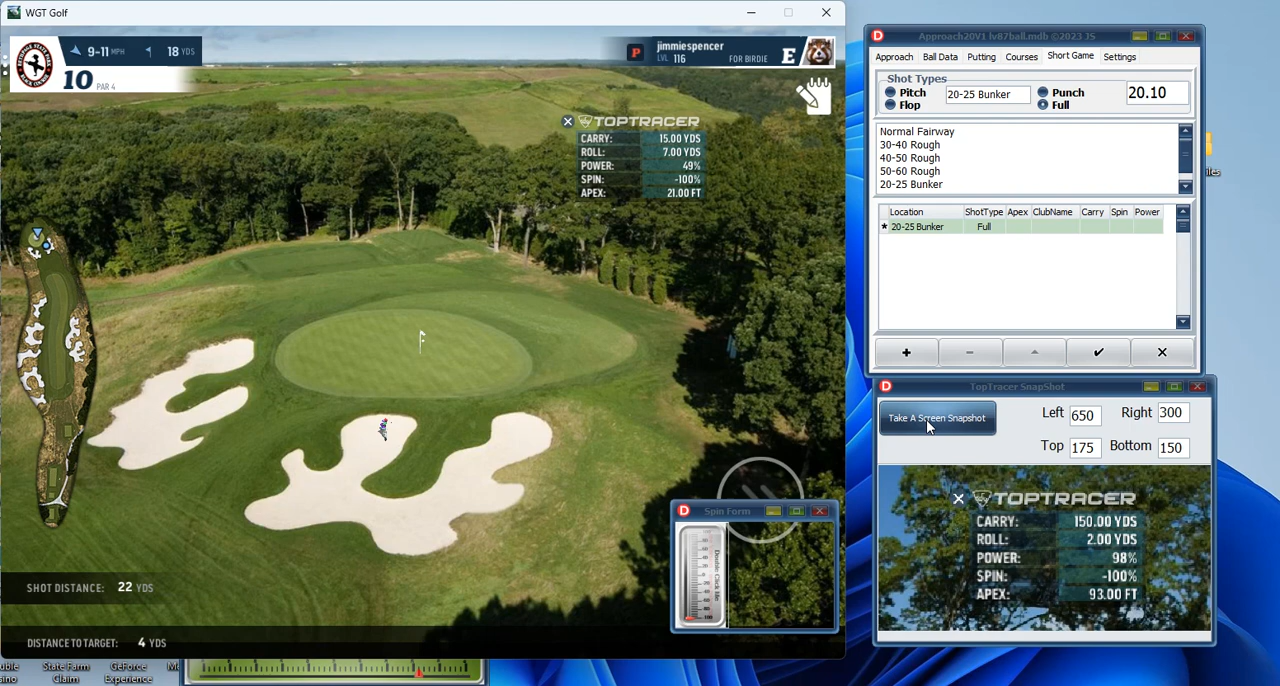 WGT Golf
9-11 MPH 18 YDS
10 PAR 4
P jimmiespencer
LVL 116 FOR BIRDIE E
TOPTRACER
CARRY: 15.00 YDS
ROLL: 7.00 YDS
POWER: 49%
SPIN: -100%
APEX: 21.00 FT
SHOT DISTANCE: 22 YDS
DISTANCE TO TARGET: 4 YDS
Spin Form
Double Click Me
State Farm
Claim
GeForce
Experience
Approach20V1 lv87ball.mdb ©2023 JS
Approach Ball Data Putting Courses Short Game Settings
Shot Types
Pitch 20-25 Bunker Punch 20.10
Flop Full
Normal Fairway
30-40 Rough
40-50 Rough
50-60 Rough
20-25 Bunker
Location ShotType Apex ClubName Carry Spin Power
20-25 Bunker Full
TopTracer SnapShot
Take A Screen Snapshot
Left 650 Right 300
Top 175 Bottom 150
TOPTRACER
CARRY: 150.00 YDS
ROLL: 2.00 YDS
POWER: 98%
SPIN: -100%
APEX: 93.00 FT